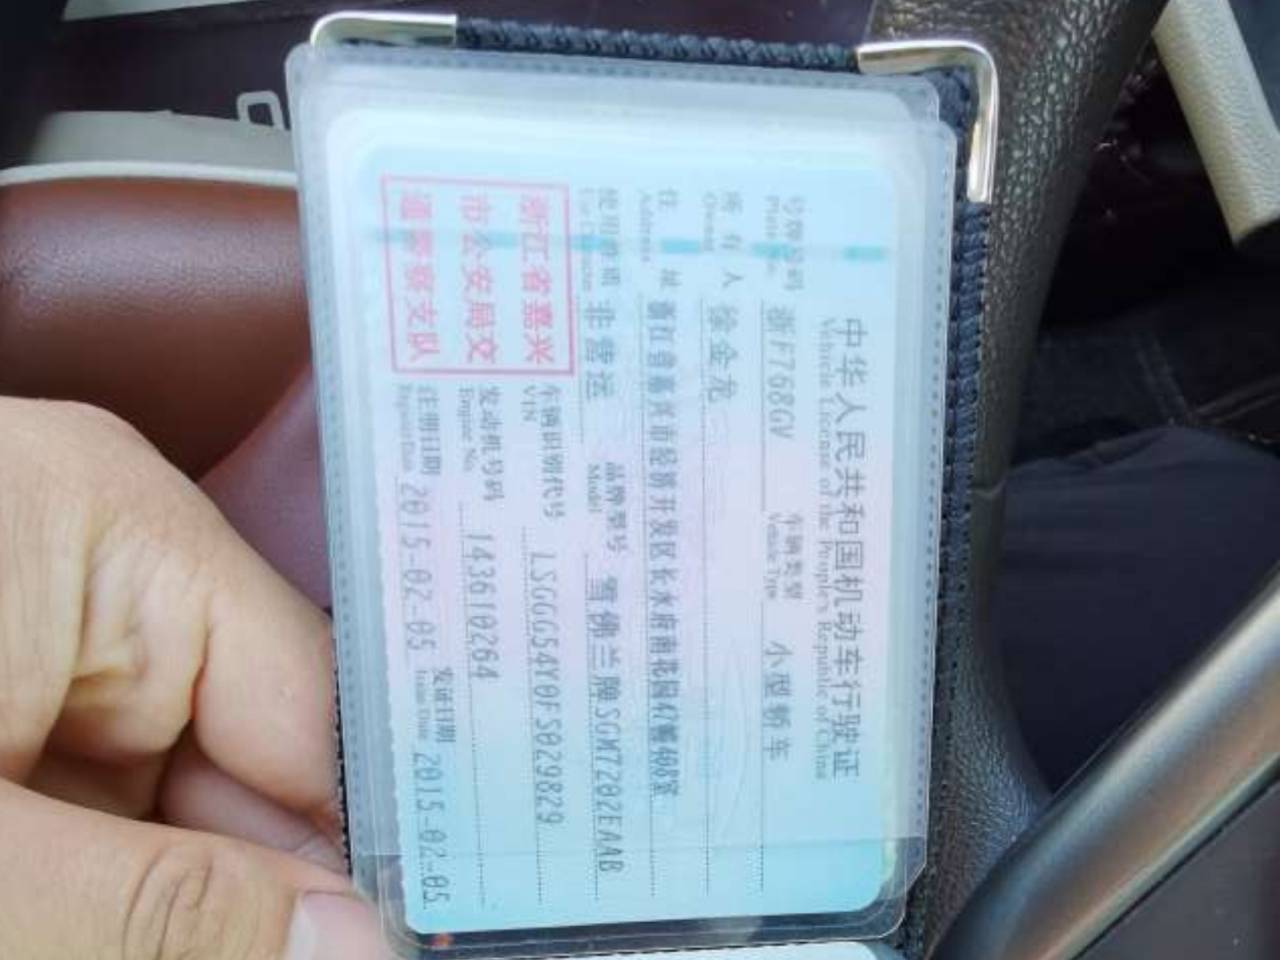 中华人民共和国机动车行驶证
Vehicle License of the People's Republic of China
号牌号码 浙F768GV 车辆类型 小型轿车
Plate No. Vehicle Type
所有人 徐金龙
Owner
住址 浙江省嘉兴市经济开发区长水府南花园47幢408室
Address
使用性质 非营运 品牌型号 雪佛兰牌SGM7202EAAB
Use Character Model
浙江省嘉兴
市公安局交
通警察支队
车辆识别代号 LSGGG54Y0FS029829
VIN
发动机号码 143610264
Engine No.
注册日期 2015-02-05 发证日期 2015-02-05
Register Date Issue Date